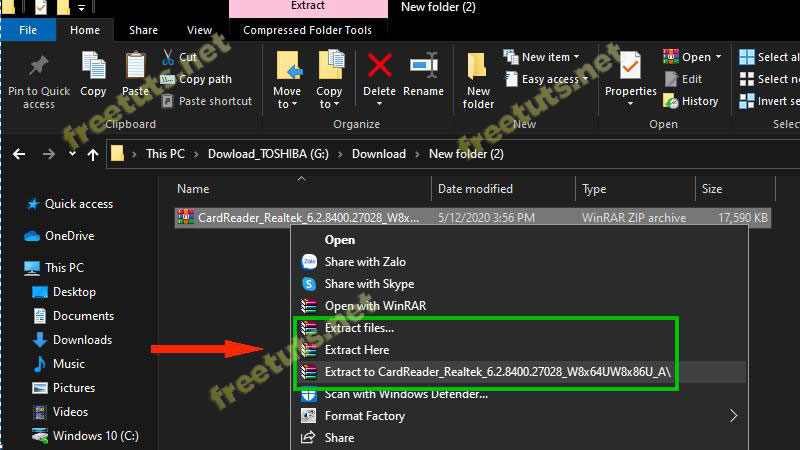 Extract
New folder (2)
File
Home
Share
View
Compressed Folder Tools
Pin to Quick access
Copy
Paste
Cut
Copy path
Paste shortcut
Clipboard
Move to
Copy to
Delete
Rename
Organize
New folder
New item
Easy access
New
Properties
Open
Edit
History
Open
Select all
Select no
Invert se
Select
This PC
Dowload_TOSHIBA (G:)
Download
New folder (2)
Name
Date modified
Type
Size
CardReader_Realtek_6.2.8400.27028_W8x...
5/12/2020 3:56 PM
WinRAR ZIP archive
17,590 KB
Quick access
OneDrive
This PC
Desktop
Documents
Downloads
Music
Pictures
Videos
Windows 10 (C:)
Open
Zalo
Share with Zalo
Share with Skype
Open with WinRAR
Extract files...
Extract Here
Extract to CardReader_Realtek_6.2.8400.27028_W8x64UW8x86U_A\
Scan with Windows Defender...
Format Factory
Share
freetuts.net
freetuts.net
freetuts.net